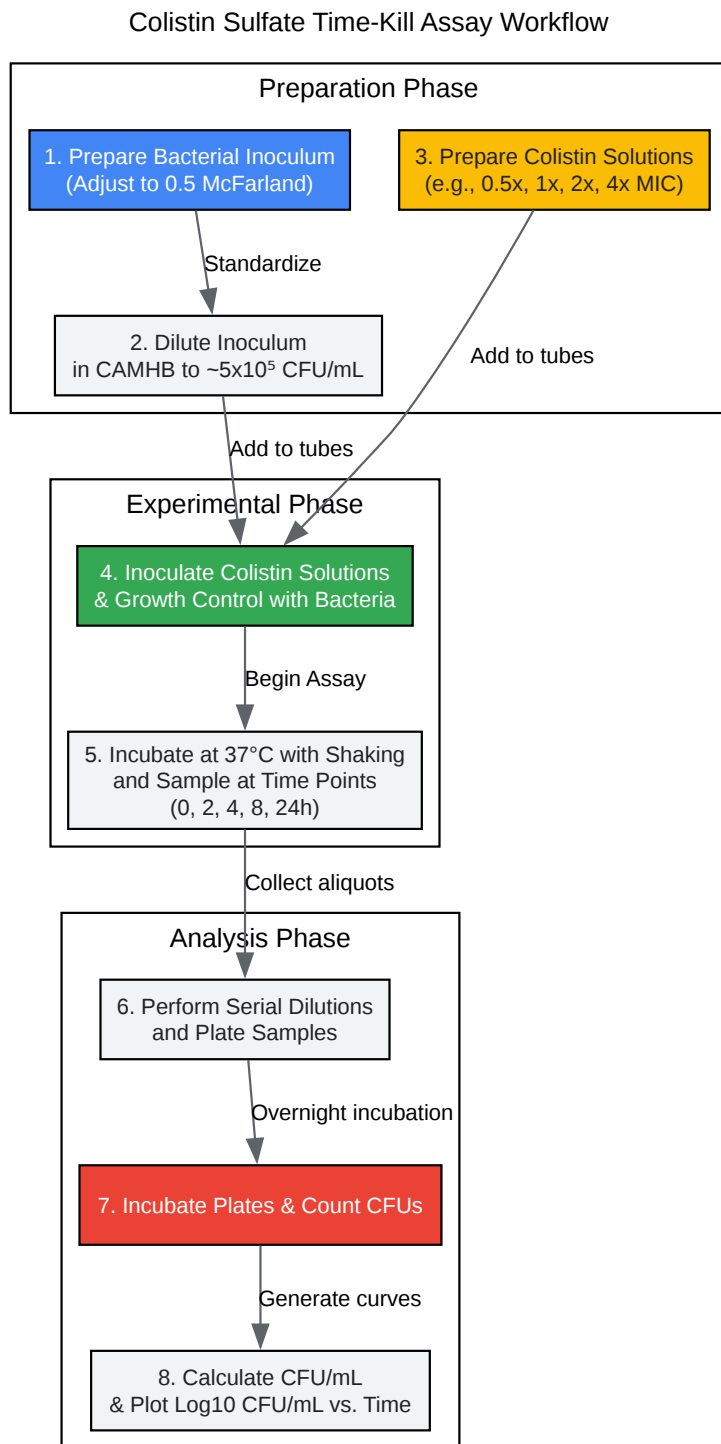 Colistin Sulfate Time-Kill Assay Workflow
Preparation Phase
1. Prepare Bacterial Inoculum
(Adjust to 0.5 McFarland)
3. Prepare Colistin Solutions
(e.g., 0.5x, 1x, 2x, 4x MIC)
Standardize
2. Dilute Inoculum
in CAMHB to ~5x10⁵ CFU/mL
Add to tubes
Add to tubes
Experimental Phase
4. Inoculate Colistin Solutions
& Growth Control with Bacteria
Begin Assay
5. Incubate at 37°C with Shaking
and Sample at Time Points
(0, 2, 4, 8, 24h)
Collect aliquots
Analysis Phase
6. Perform Serial Dilutions
and Plate Samples
Overnight incubation
7. Incubate Plates & Count CFUs
Generate curves
8. Calculate CFU/mL
& Plot Log10 CFU/mL vs. Time